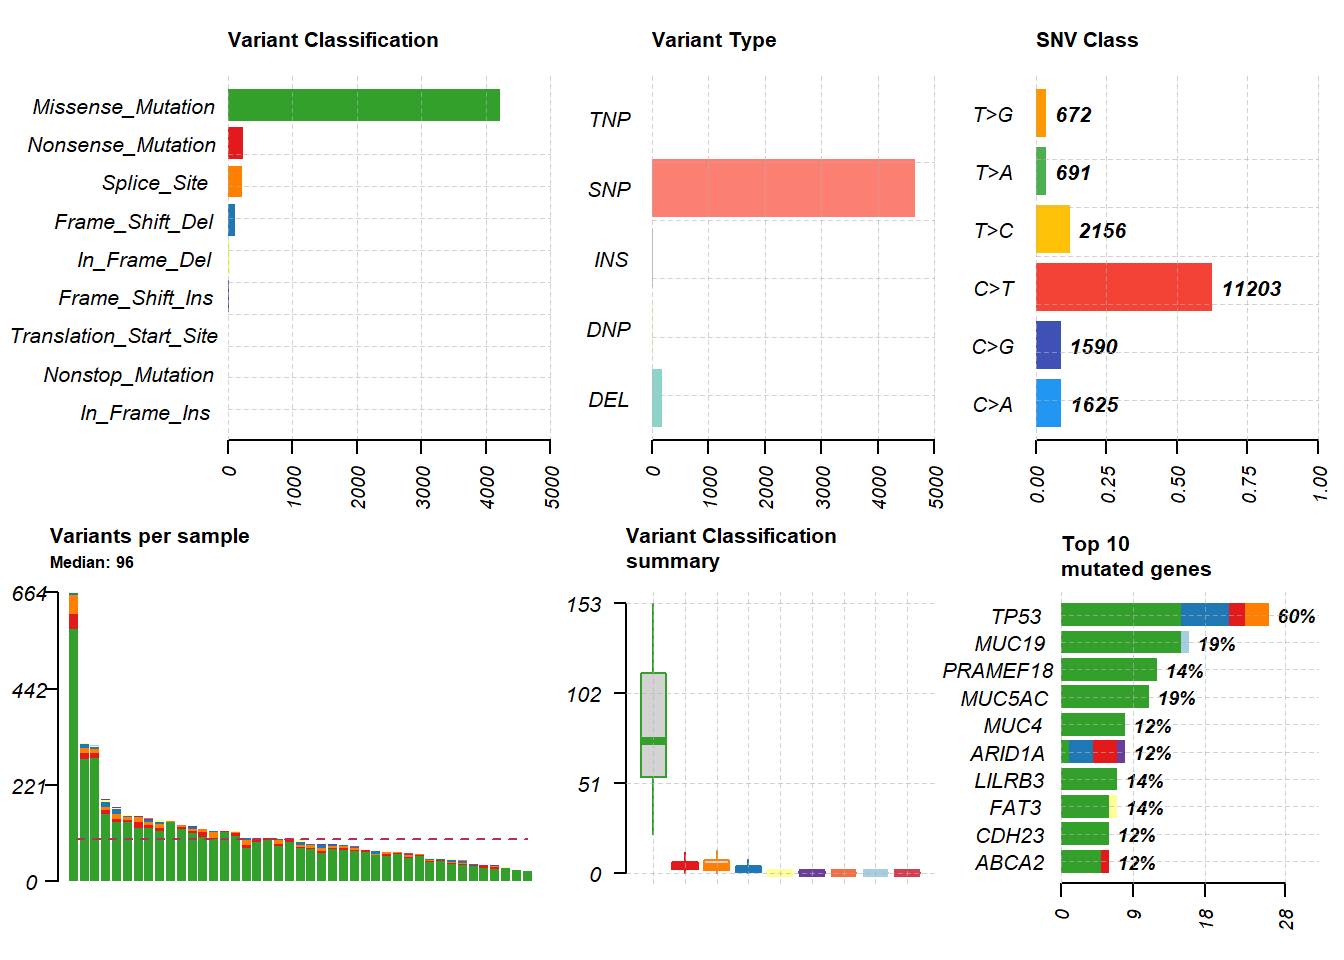 Variant Classification
Missense_Mutation
Nonsense_Mutation
Splice_Site
Frame_Shift_Del
In_Frame_Del
Frame_Shift_Ins
Translation_Start_Site
Nonstop_Mutation
In_Frame_Ins
0
1000
2000
3000
4000
5000
Variant Type
TNP
SNP
INS
DNP
DEL
0
1000
2000
3000
4000
5000
SNV Class
T>G 672
T>A 691
T>C 2156
C>T 11203
C>G 1590
C>A 1625
0.00
0.25
0.50
0.75
1.00
Variants per sample
Median: 96
664
442
221
0
Variant Classification
summary
153
102
51
0
Top 10
mutated genes
TP53 60%
MUC19 19%
PRAMEF18 14%
MUC5AC 19%
MUC4 12%
ARID1A 12%
LILRB3 14%
FAT3 14%
CDH23 12%
ABCA2 12%
0
9
18
28